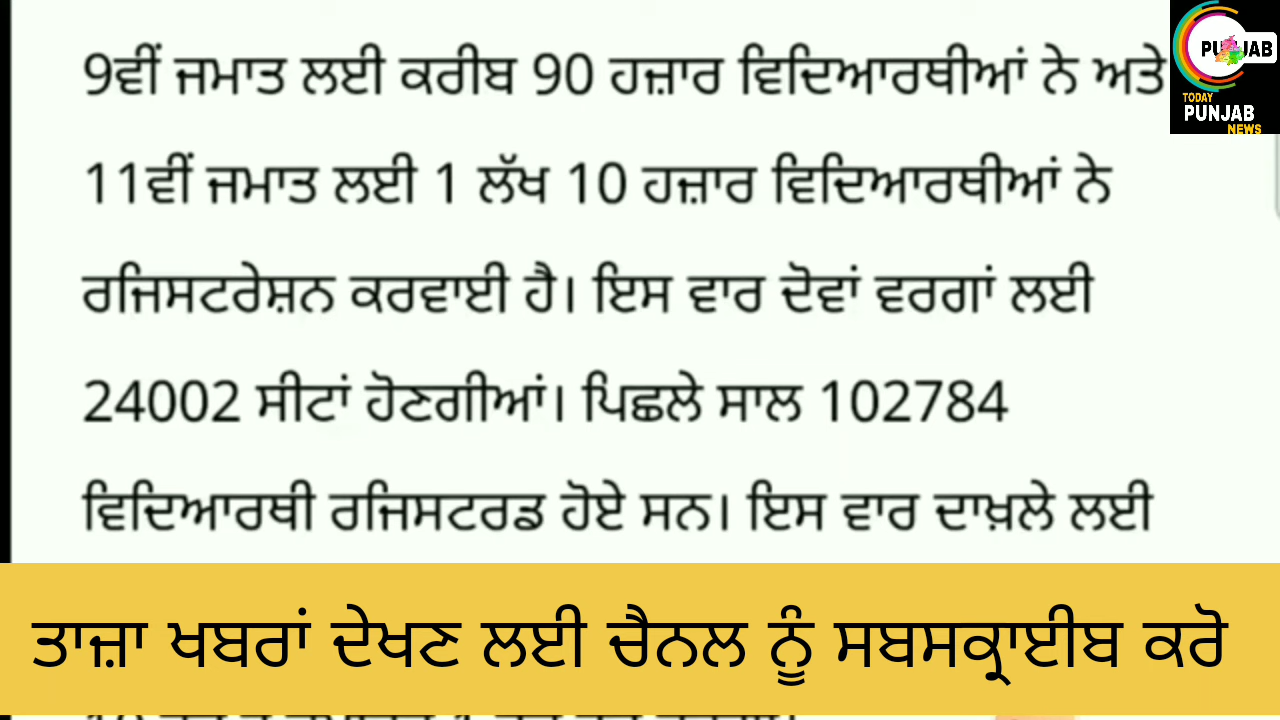 9ਵੀਂ ਜਮਾਤ ਲਈ ਕਰੀਬ 90 ਹਜ਼ਾਰ ਵਿਦਿਆਰਥੀਆਂ ਨੇ ਅਤੇ
11ਵੀਂ ਜਮਾਤ ਲਈ 1 ਲੱਖ 10 ਹਜ਼ਾਰ ਵਿਦਿਆਰਥੀਆਂ ਨੇ
ਰਜਿਸਟਰੇਸ਼ਨ ਕਰਵਾਈ ਹੈ। ਇਸ ਵਾਰ ਦੋਵਾਂ ਵਰਗਾਂ ਲਈ
24002 ਸੀਟਾਂ ਹੋਣਗੀਆਂ। ਪਿਛਲੇ ਸਾਲ 102784
ਵਿਦਿਆਰਥੀ ਰਜਿਸਟਰਡ ਹੋਏ ਸਨ। ਇਸ ਵਾਰ ਦਾਖ਼ਲੇ ਲਈ
ਤਾਜ਼ਾ ਖਬਰਾਂ ਦੇਖਣ ਲਈ ਚੈਨਲ ਨੂੰ ਸਬਸਕ੍ਰਾਈਬ ਕਰੋ
PUNJAB
TODAY
PUNJAB
NEWS